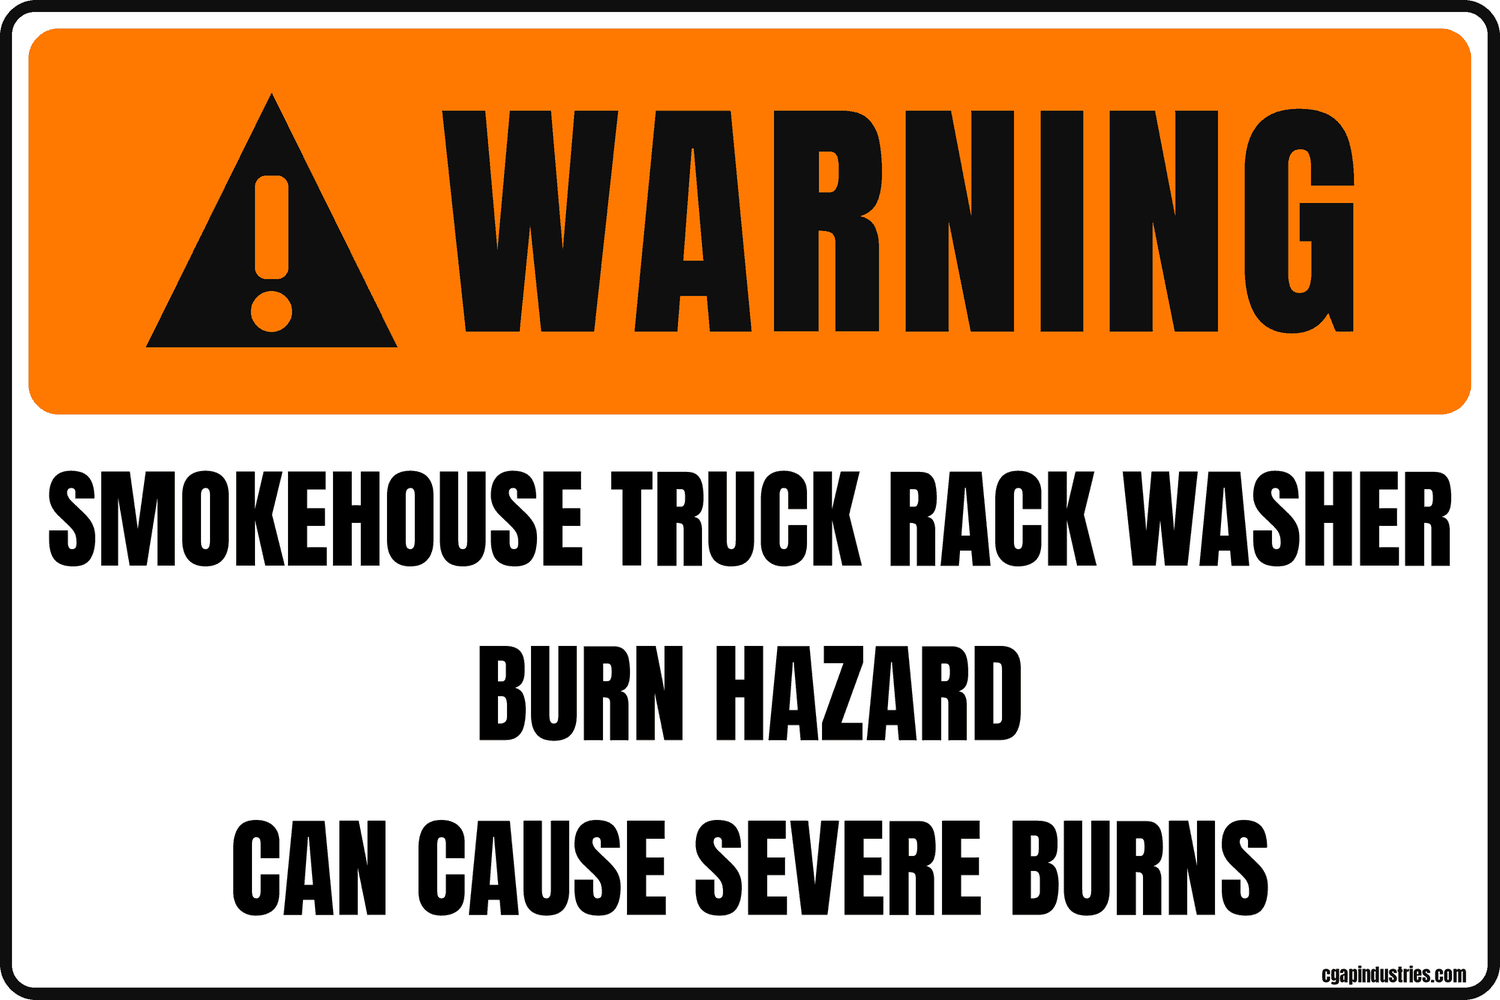 WARNING
SMOKEHOUSE TRUCK RACK WASHER
BURN HAZARD
CAN CAUSE SEVERE BURNS
cgapindustries.com